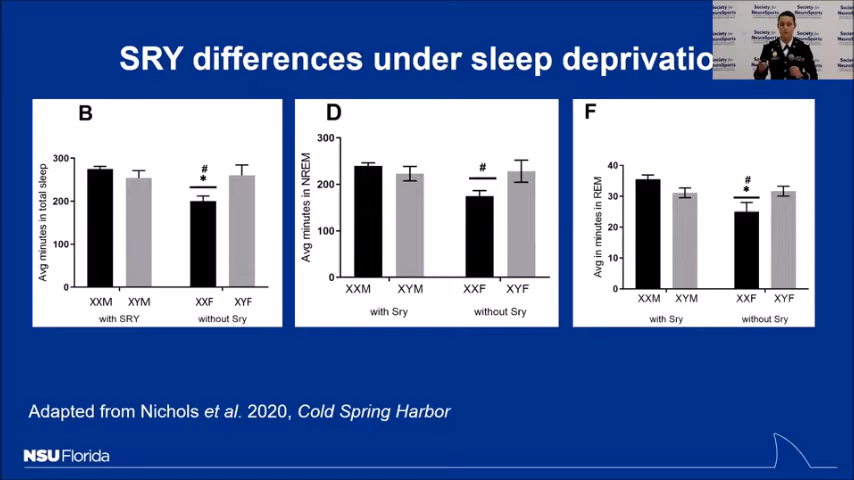 SRY differences under sleep deprivatio
Society for NeuroSports
B
Avg minutes in total sleep
300
200
100
0
#
*
XXM XYM XXF XYF
with SRY without Sry
D
Avg minutes in NREM
300
200
100
0
#
XXM XYM XXF XYF
with Sry without Sry
F
Avg in minutes in REM
40
30
20
10
0
#
*
XXM XYM XXF XYF
with Sry without Sry
Adapted from Nichols et al. 2020, Cold Spring Harbor
NSU Florida